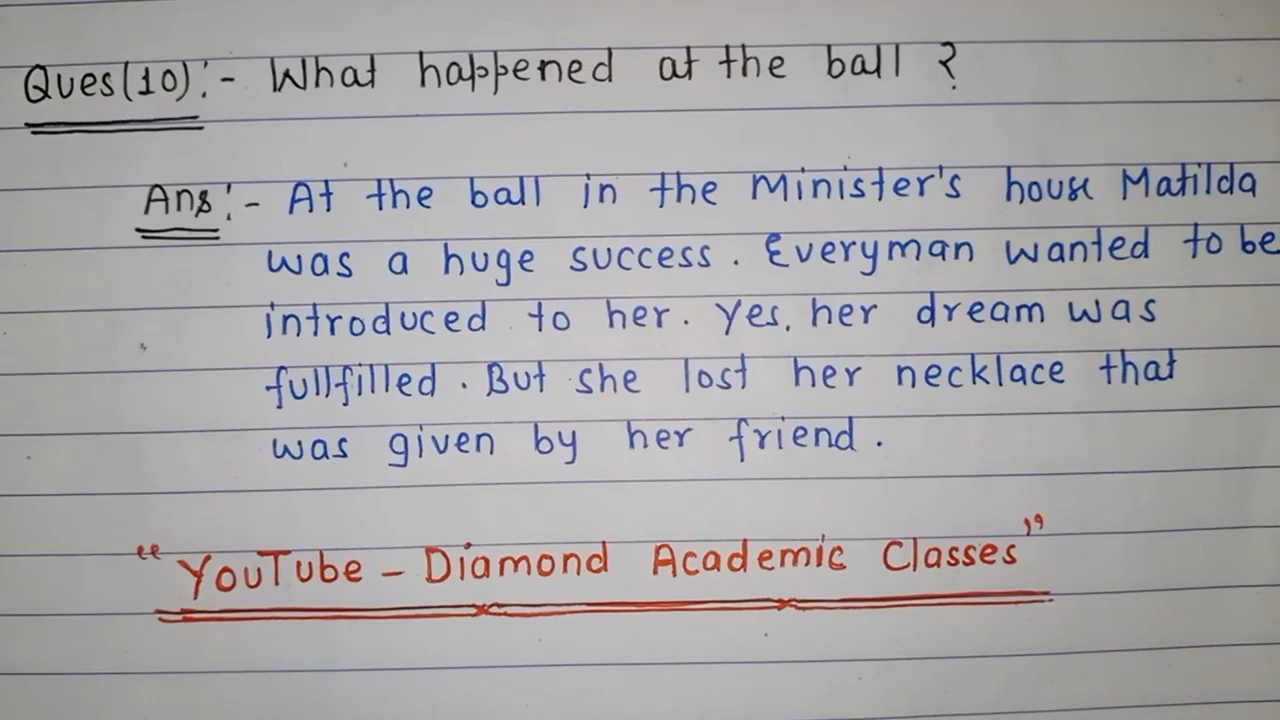 Ques(10):- What happened at the ball ?
Ans:- At the ball in the Minister's house Matilda
was a huge success. Everyman wanted to be
introduced to her. Yes, her dream was
fullfilled. But she lost her necklace that
was given by her friend.
"YouTube - Diamond Academic Classes"